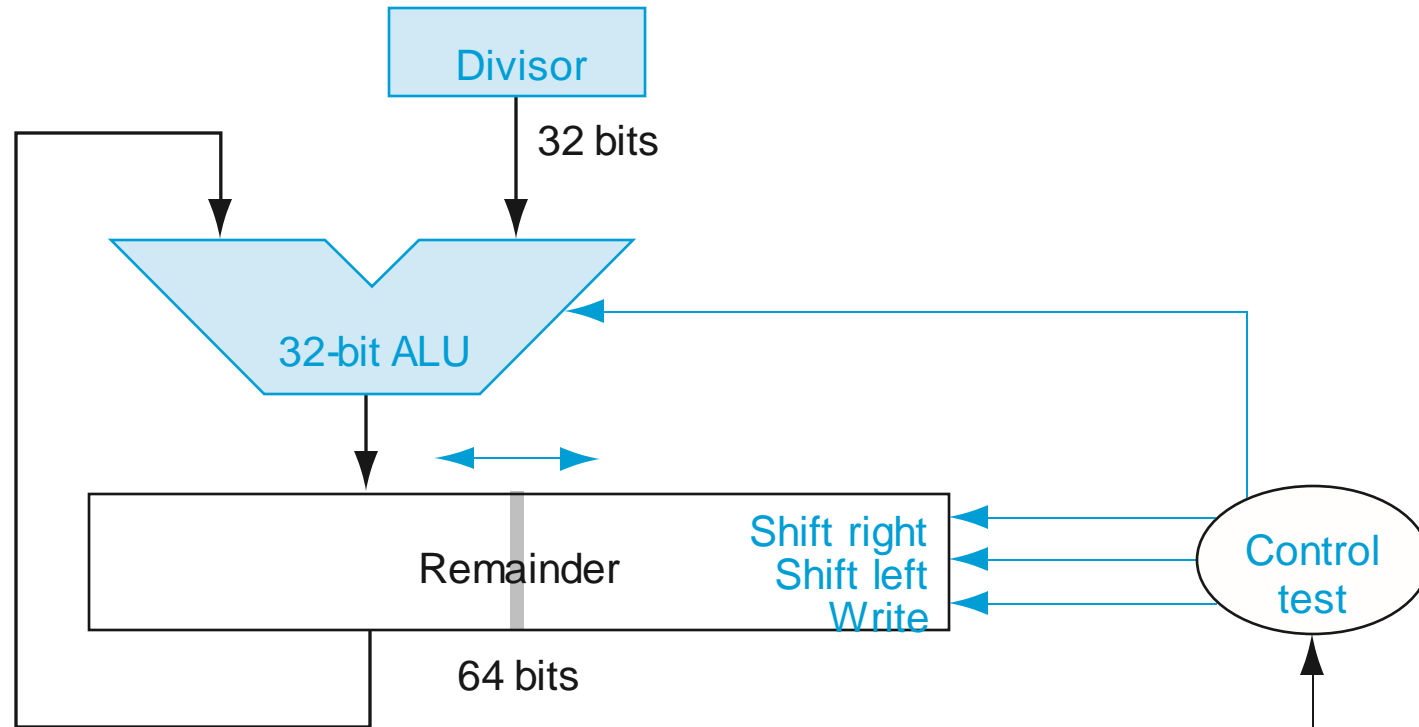 Divisor
32 bits
32-bit ALU
Remainder
Shift right
Shift left
Write
Control
test
64 bits